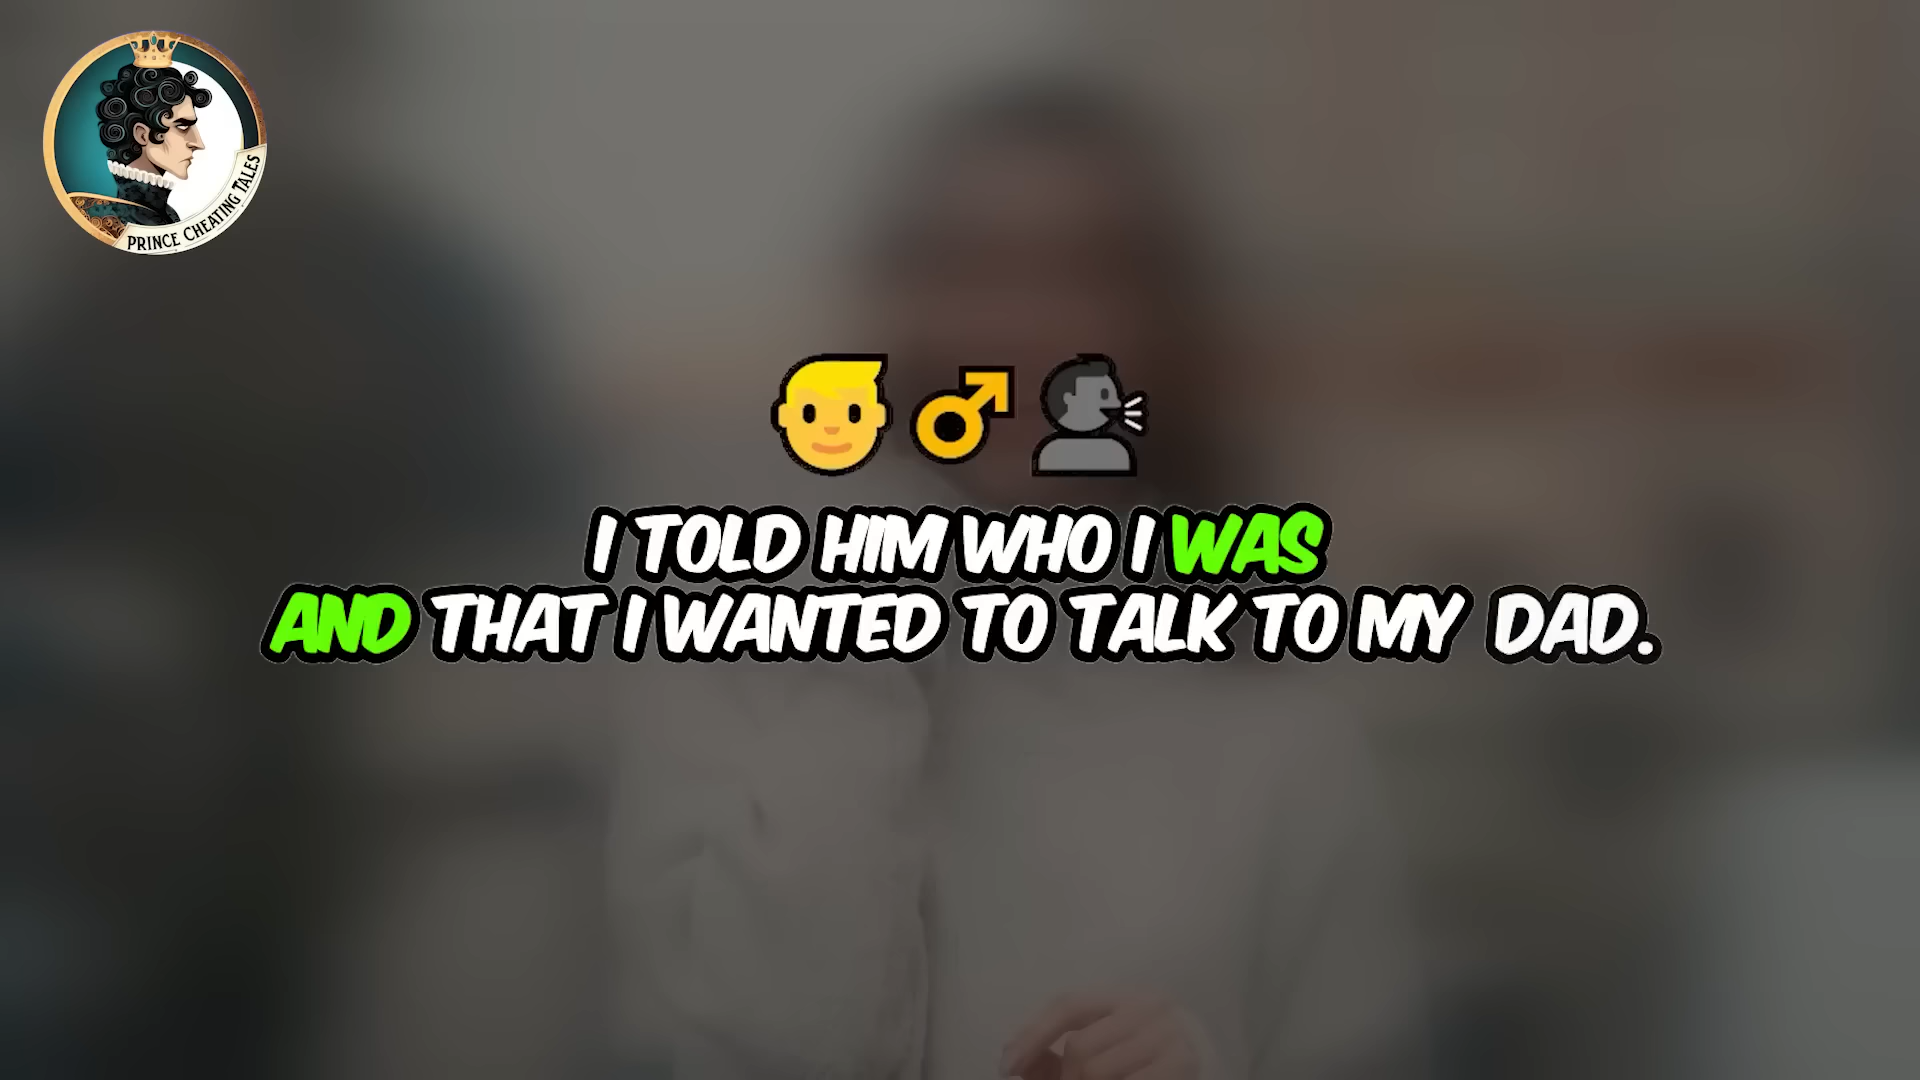 PRINCE CHEATING TALES
I TOLD HIM WHO I WAS
AND THAT I WANTED TO TALK TO MY DAD.